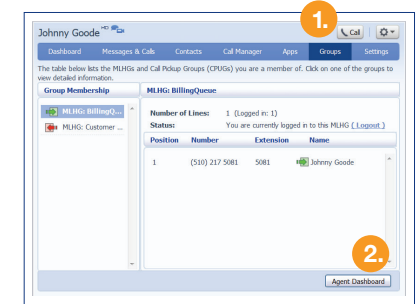 1.
Johnny Goode
Call
Dashboard Messages & Calls Contacts Call Manager Apps Groups Settings
The table below lists the MLHGs and Call Pickup Groups (CPUGs) you are a member of. Click on one of the groups to
view detailed information.
Group Membership MLHG: BillingQueue
MLHG: BillingQ...
MLHG: Customer ...
Number of Lines: 1 (Logged in: 1)
Status: You are currently logged in to this MLHG ( Logout )
Position Number Extension Name
1 (510) 217 5081 5081 Johnny Goode
2.
Agent Dashboard